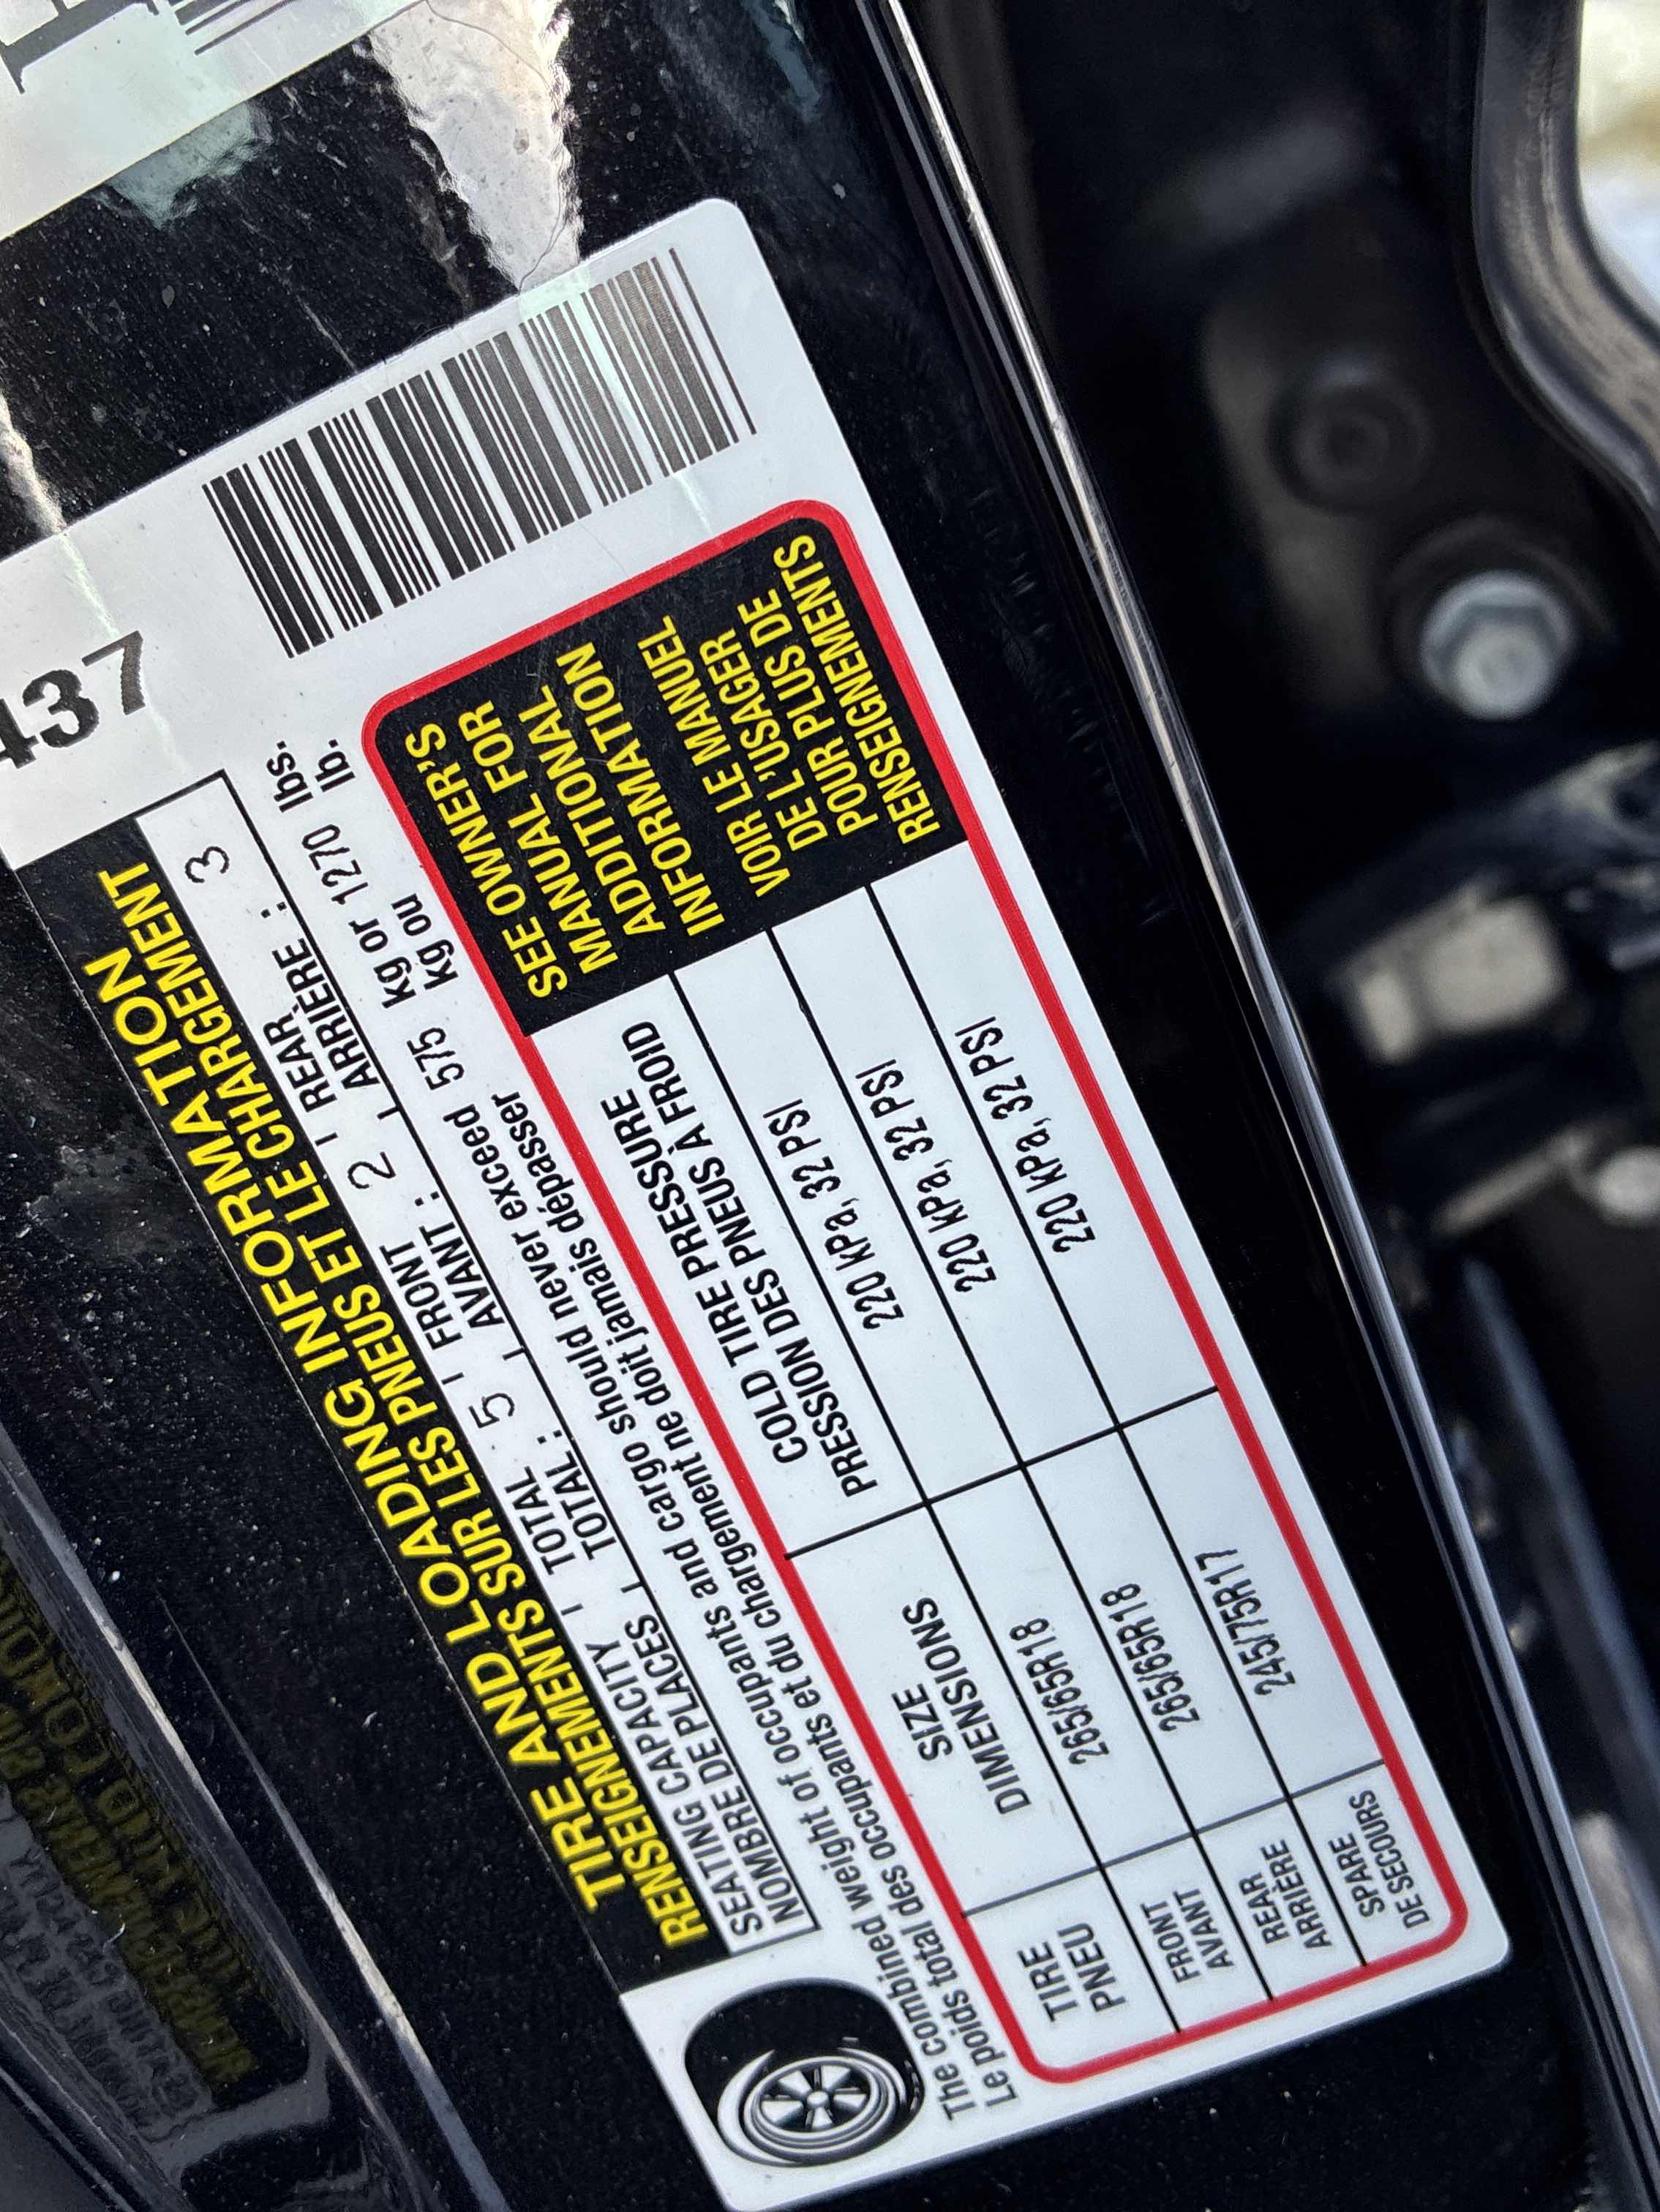 437
TIRE AND LOADING INFORMATION
RENSEIGNEMENTS SUR LES PNEUS ET LE CHARGEMENT
SEATING CAPACITY | TOTAL 5 | FRONT 2 | REAR : 3
NOMBRE DE PLACES | TOTAL : | AVANT : | ARRIÈRE :
The combined weight of occupants and cargo should never exceed 575 kg or 1270 lbs.
Le poids total des occupants et du chargement ne doit jamais dépasser kg ou lb.
TIRE SIZE COLD TIRE PRESSURE
PNEU DIMENSIONS PRESSION DES PNEUS À FROID
FRONT 265/65R18 220 KPa, 32 PSI
AVANT
REAR 265/65R18 220 KPa, 32 PSI
ARRIÈRE
SPARE 245/75R17 220 KPa, 32 PSI
DE SECOURS
SEE OWNER'S
MANUAL FOR
ADDITIONAL
INFORMATION
VOIR LE MANUEL
DE L'USAGER
POUR PLUS DE
RENSEIGNEMENTS